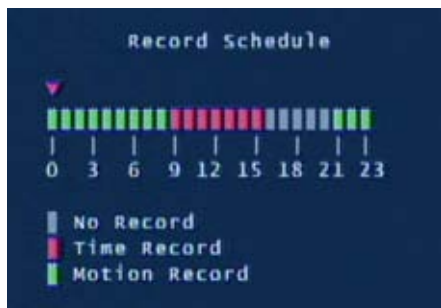 Record Schedule
0 3 6 9 12 15 18 21 23
No Record
Time Record
Motion Record